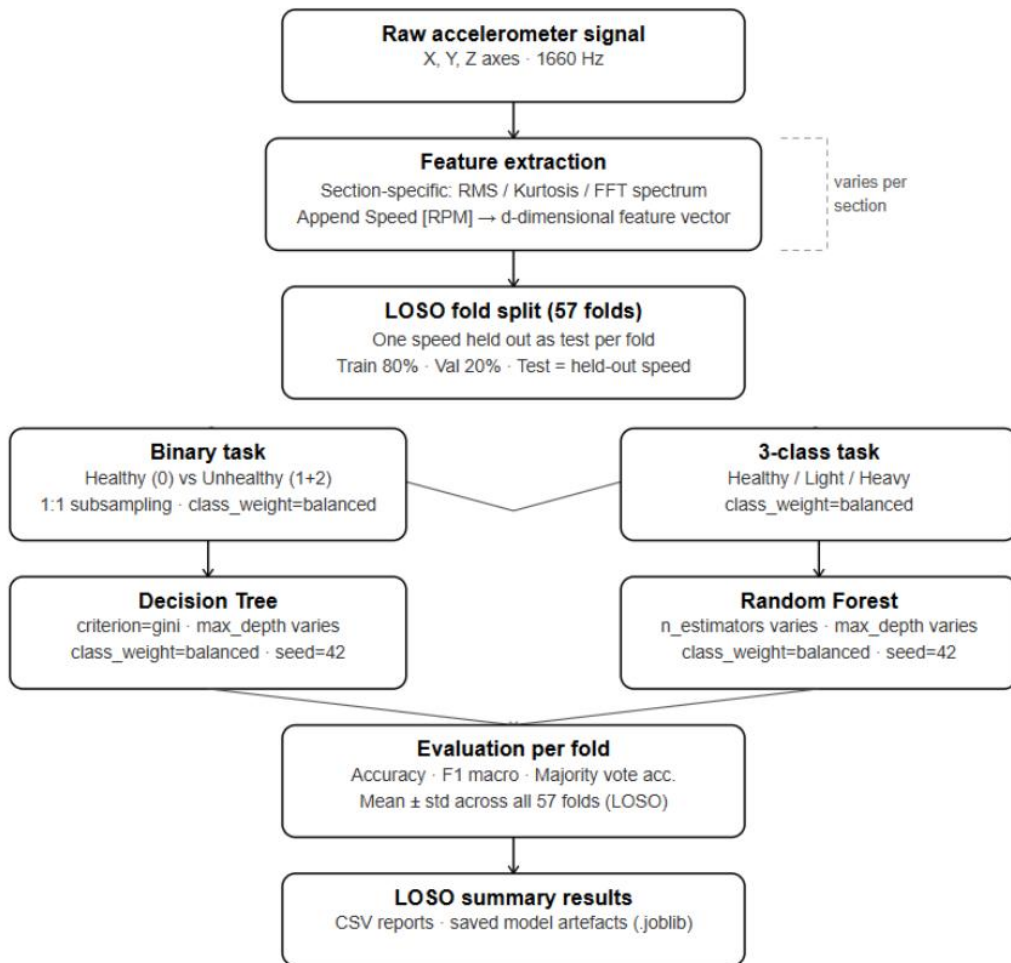 Raw accelerometer signal
X, Y, Z axes · 1660 Hz
Feature extraction
Section-specific: RMS / Kurtosis / FFT spectrum
Append Speed [RPM] → d-dimensional feature vector
varies per
section
LOSO fold split (57 folds)
One speed held out as test per fold
Train 80% · Val 20% · Test = held-out speed
Binary task
Healthy (0) vs Unhealthy (1+2)
1:1 subsampling · class_weight=balanced
3-class task
Healthy / Light / Heavy
class_weight=balanced
Decision Tree
criterion=gini · max_depth varies
class_weight=balanced · seed=42
Random Forest
n_estimators varies · max_depth varies
class_weight=balanced · seed=42
Evaluation per fold
Accuracy · F1 macro · Majority vote acc.
Mean ± std across all 57 folds (LOSO)
LOSO summary results
CSV reports · saved model artefacts (.joblib)